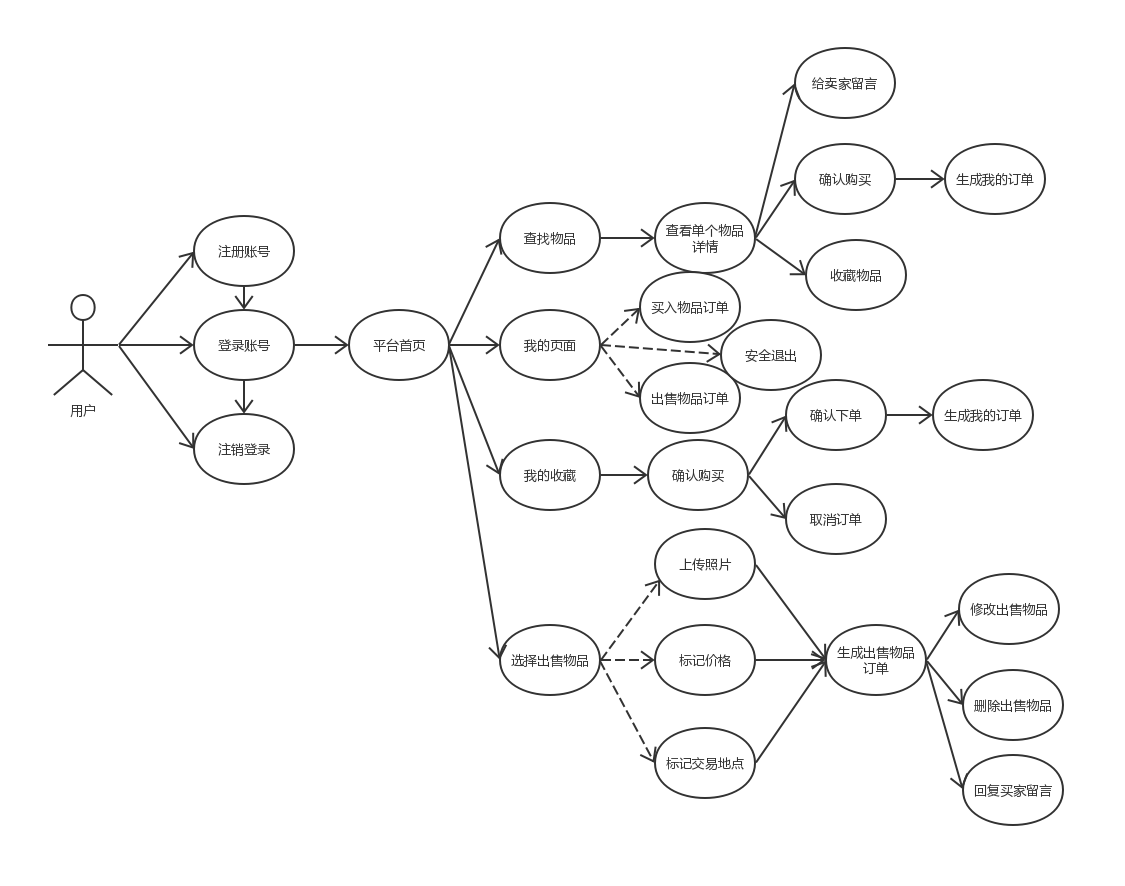 给卖家留言
确认购买
生成我的订单
注册账号
查找物品
查看单个物品
详情
收藏物品
买入物品订单
登录账号
平台首页
我的页面
安全退出
出售物品订单
用户
确认下单
生成我的订单
注销登录
我的收藏
确认购买
取消订单
上传照片
修改出售物品
选择出售物品
标记价格
生成出售物品
订单
删除出售物品
标记交易地点
回复买家留言